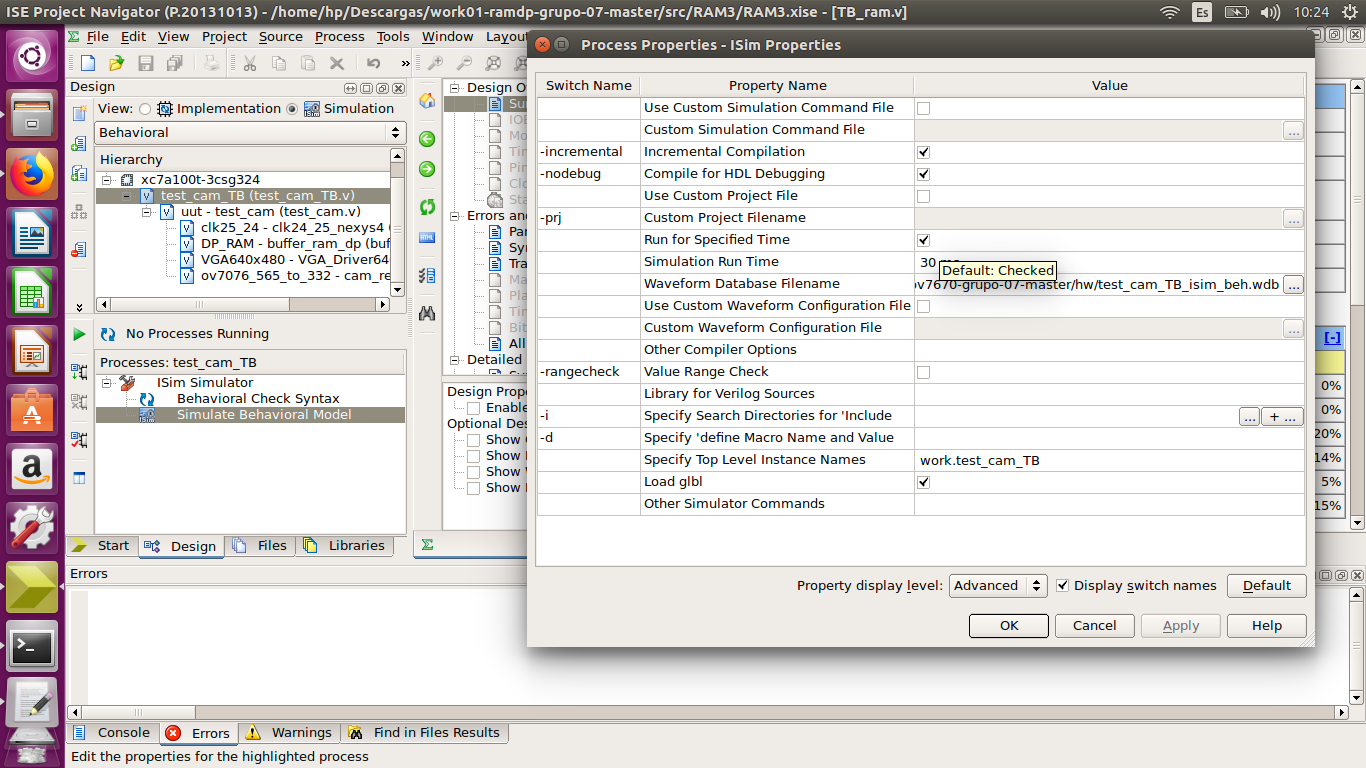 ISE Project Navigator (P.20131013) - /home/hp/Descargas/work01-ramdp-grupo-07-master/src/RAM3/RAM3.xise - [TB_ram.v]
Es
10:24
File Edit View Project Source Process Tools Window Layou
»
Design
View: Implementation Simulation
Behavioral
Hierarchy
xc7a100t-3csg324
test_cam_TB (test_cam_TB.v)
uut - test_cam (test_cam.v)
clk25_24 - clk24_25_nexys4 (
DP_RAM - buffer_ram_dp (buf
VGA640x480 - VGA_Driver64
ov7076_565_to_332 - cam_re
No Processes Running
Processes: test_cam_TB
ISim Simulator
Behavioral Check Syntax
Simulate Behavioral Model
Start Design Files Libraries
Design O
Su
IOB
Mo
Tim
Pin
Clo
Sta
Errors and
Par
Syn
Tra
Ma
Pla
Tim
Bit
All
Detailed
Design Prope
Enable
Optional Des
Show
Show
Show
Show
[-]
0%
0%
20%
14%
5%
15%
Process Properties - ISim Properties
Switch Name Property Name Value
Use Custom Simulation Command File
Custom Simulation Command File ...
-incremental Incremental Compilation
-nodebug Compile for HDL Debugging
Use Custom Project File
-prj Custom Project Filename ...
Run for Specified Time
Simulation Run Time 30
Default: Checked
Waveform Database Filename ov7670-grupo-07-master/hw/test_cam_TB_isim_beh.wdb ...
Use Custom Waveform Configuration File
Custom Waveform Configuration File ...
Other Compiler Options
-rangecheck Value Range Check
Library for Verilog Sources
-i Specify Search Directories for 'Include ... + ...
-d Specify 'define Macro Name and Value
Specify Top Level Instance Names work.test_cam_TB
Load glbl
Other Simulator Commands
Property display level: Advanced Display switch names Default
OK Cancel Apply Help
Errors
Console Errors Warnings Find in Files Results
Edit the properties for the highlighted process